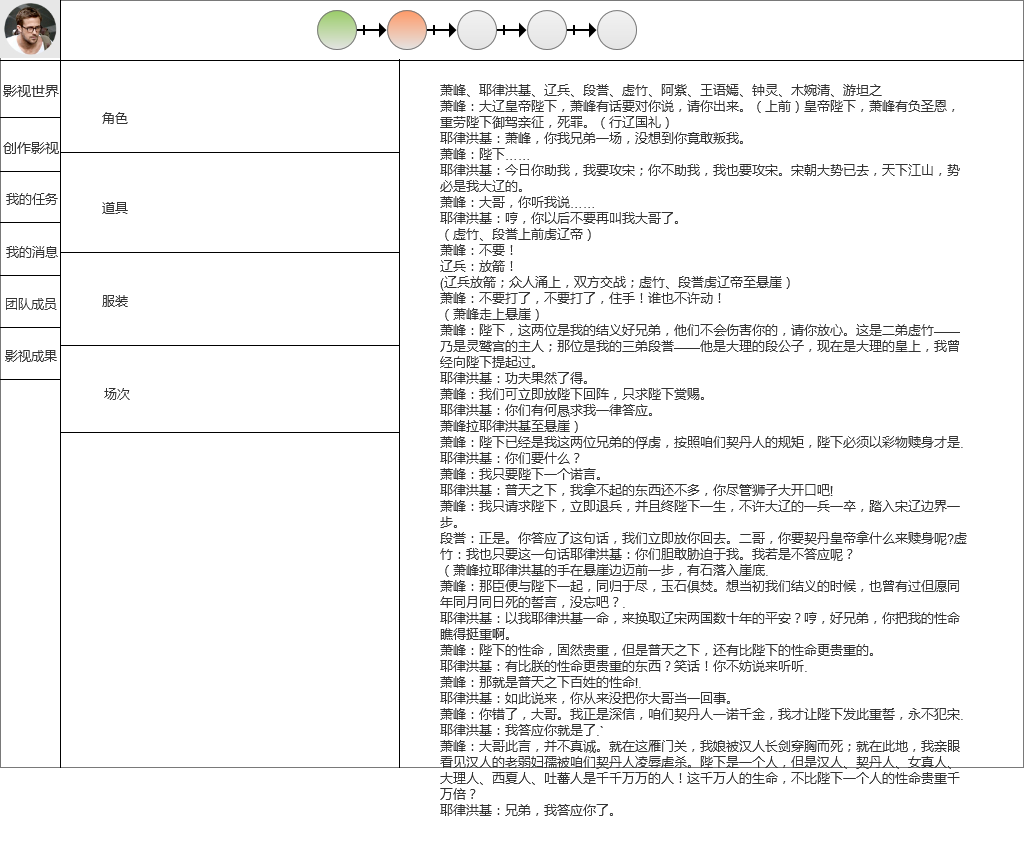 影视世界
创作影视
我的任务
我的消息
团队成员
影视成果
角色
道具
服装
场次
萧峰、耶律洪基、辽兵、段誉、虚竹、阿紫、王语嫣、钟灵、木婉清、游坦之
萧峰：大辽皇帝陛下，萧峰有话要对你说，请你出来。（上前）皇帝陛下，萧峰有负圣恩，
重劳陛下御驾亲征，死罪。（行辽国礼）
耶律洪基：萧峰，你我兄弟一场，没想到你竟敢叛我。
萧峰：陛下……
耶律洪基：今日你助我，我要攻宋；你不助我，我也要攻宋。宋朝大势已去，天下江山，势
必是我大辽的。
萧峰：大哥，你听我说……
耶律洪基：哼，你以后不要再叫我大哥了。
（虚竹、段誉上前虏辽帝）
萧峰：不要！
辽兵：放箭！
(辽兵放箭；众人涌上，双方交战；虚竹、段誉虏辽帝至悬崖）
萧峰：不要打了，不要打了，住手！谁也不许动！
（萧峰走上悬崖）
萧峰：陛下，这两位是我的结义好兄弟，他们不会伤害你的，请你放心。这是二弟虚竹——
乃是灵鹫宫的主人；那位是我的三弟段誉——他是大理的段公子，现在是大理的皇上，我曾
经向陛下提起过。
耶律洪基：功夫果然了得。
萧峰：我们可立即放陛下回阵，只求陛下赏赐。
耶律洪基：你们有何恳求我一律答应。
萧峰拉耶律洪基至悬崖）
萧峰：陛下已经是我这两位兄弟的俘虏，按照咱们契丹人的规矩，陛下必须以彩物赎身才是.
耶律洪基：你们要什么？
萧峰：我只要陛下一个诺言。
耶律洪基：普天之下，我拿不起的东西还不多，你尽管狮子大开口吧!
萧峰：我只请求陛下，立即退兵，并且终陛下一生，不许大辽的一兵一卒，踏入宋辽边界一
步。
段誉：正是。你答应了这句话，我们立即放你回去。二哥，你要契丹皇帝拿什么来赎身呢?虚
竹：我也只要这一句话耶律洪基：你们胆敢胁迫于我。我若是不答应呢？
（萧峰拉耶律洪基的手在悬崖边迈前一步，有石落入崖底.
萧峰：那臣便与陛下一起，同归于尽，玉石俱焚。想当初我们结义的时候，也曾有过但愿同
年同月同日死的誓言，没忘吧？.
耶律洪基：以我耶律洪基一命，来换取辽宋两国数十年的平安？哼，好兄弟，你把我的性命
瞧得挺重啊。
萧峰：陛下的性命，固然贵重，但是普天之下，还有比陛下的性命更贵重的。
耶律洪基：有比朕的性命更贵重的东西？笑话！你不妨说来听听.
萧峰：那就是普天之下百姓的性命!.
耶律洪基：如此说来，你从来没把你大哥当一回事。
萧峰：你错了，大哥。我正是深信，咱们契丹人一诺千金，我才让陛下发此重誓，永不犯宋.
耶律洪基：我答应你就是了.`
萧峰：大哥此言，并不真诚。就在这雁门关，我娘被汉人长剑穿胸而死；就在此地，我亲眼
看见汉人的老弱妇孺被咱们契丹人凌辱虐杀。陛下是一个人，但是汉人、契丹人、女真人、
大理人、西夏人、吐蕃人是千千万万的人！这千万人的生命，不比陛下一个人的性命贵重千
万倍？
耶律洪基：兄弟，我答应你了。